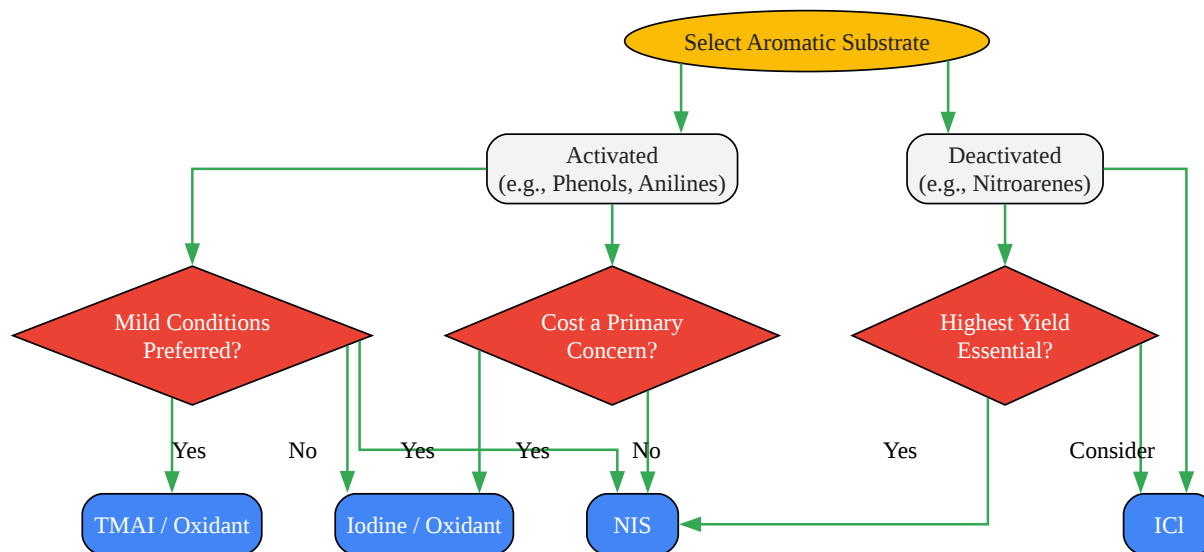 Select Aromatic Substrate
Activated
(e.g., Phenols, Anilines)
Deactivated
(e.g., Nitroarenes)
Mild Conditions
Preferred?
Cost a Primary
Concern?
Highest Yield
Essential?
Yes
No
Yes
Yes
No
Yes
Consider
TMAI / Oxidant
Iodine / Oxidant
NIS
ICl